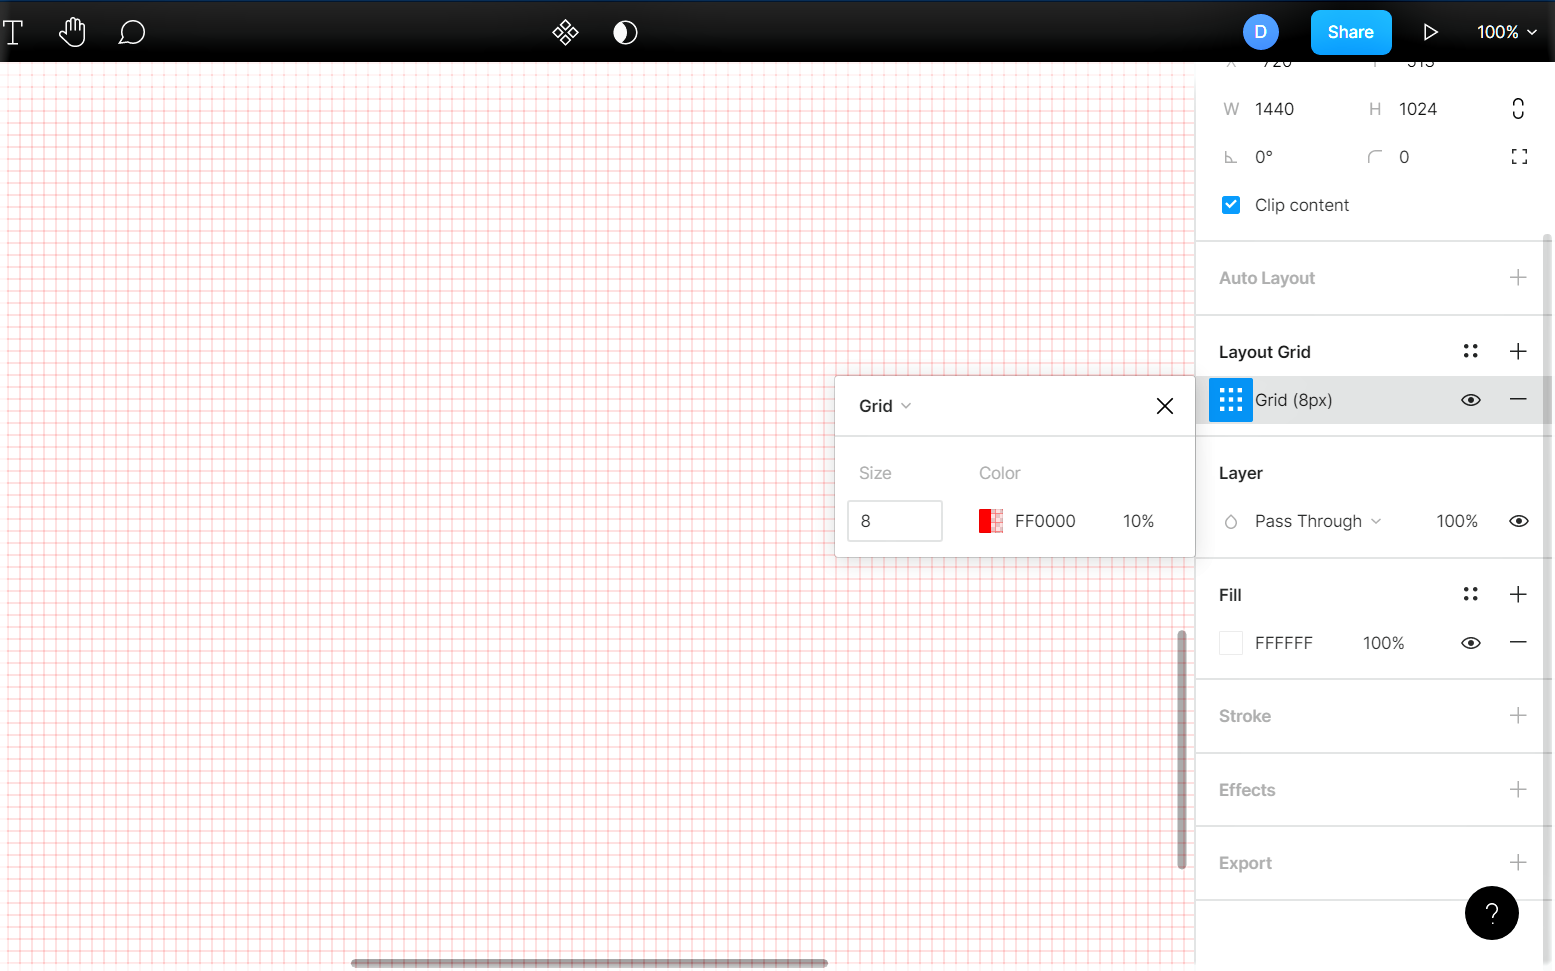 T
D
Share
100%
W 1440 H 1024
0° 0
Clip content
Auto Layout
Layout Grid
Grid
Grid (8px)
Size Color
8 FF0000 10%
Layer
Pass Through 100%
Fill
FFFFFF 100%
Stroke
Effects
Export
?